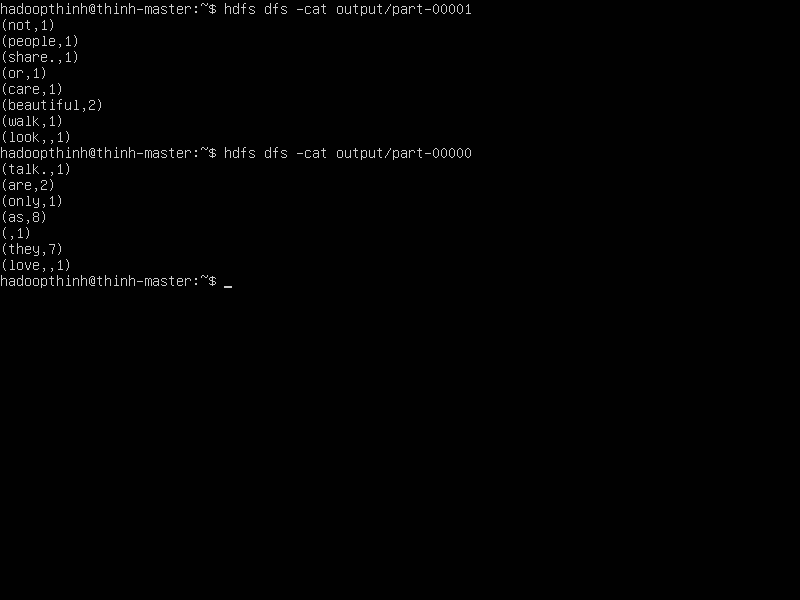 hadoopthinh@thinh-master:~$ hdfs dfs -cat output/part-00001
(not,1)
(people,1)
(share.,1)
(or,1)
(care,1)
(beautiful,2)
(walk,1)
(look,,1)
hadoopthinh@thinh-master:~$ hdfs dfs -cat output/part-00000
(talk.,1)
(are,2)
(only,1)
(as,8)
(,1)
(they,7)
(love,,1)
hadoopthinh@thinh-master:~$ _